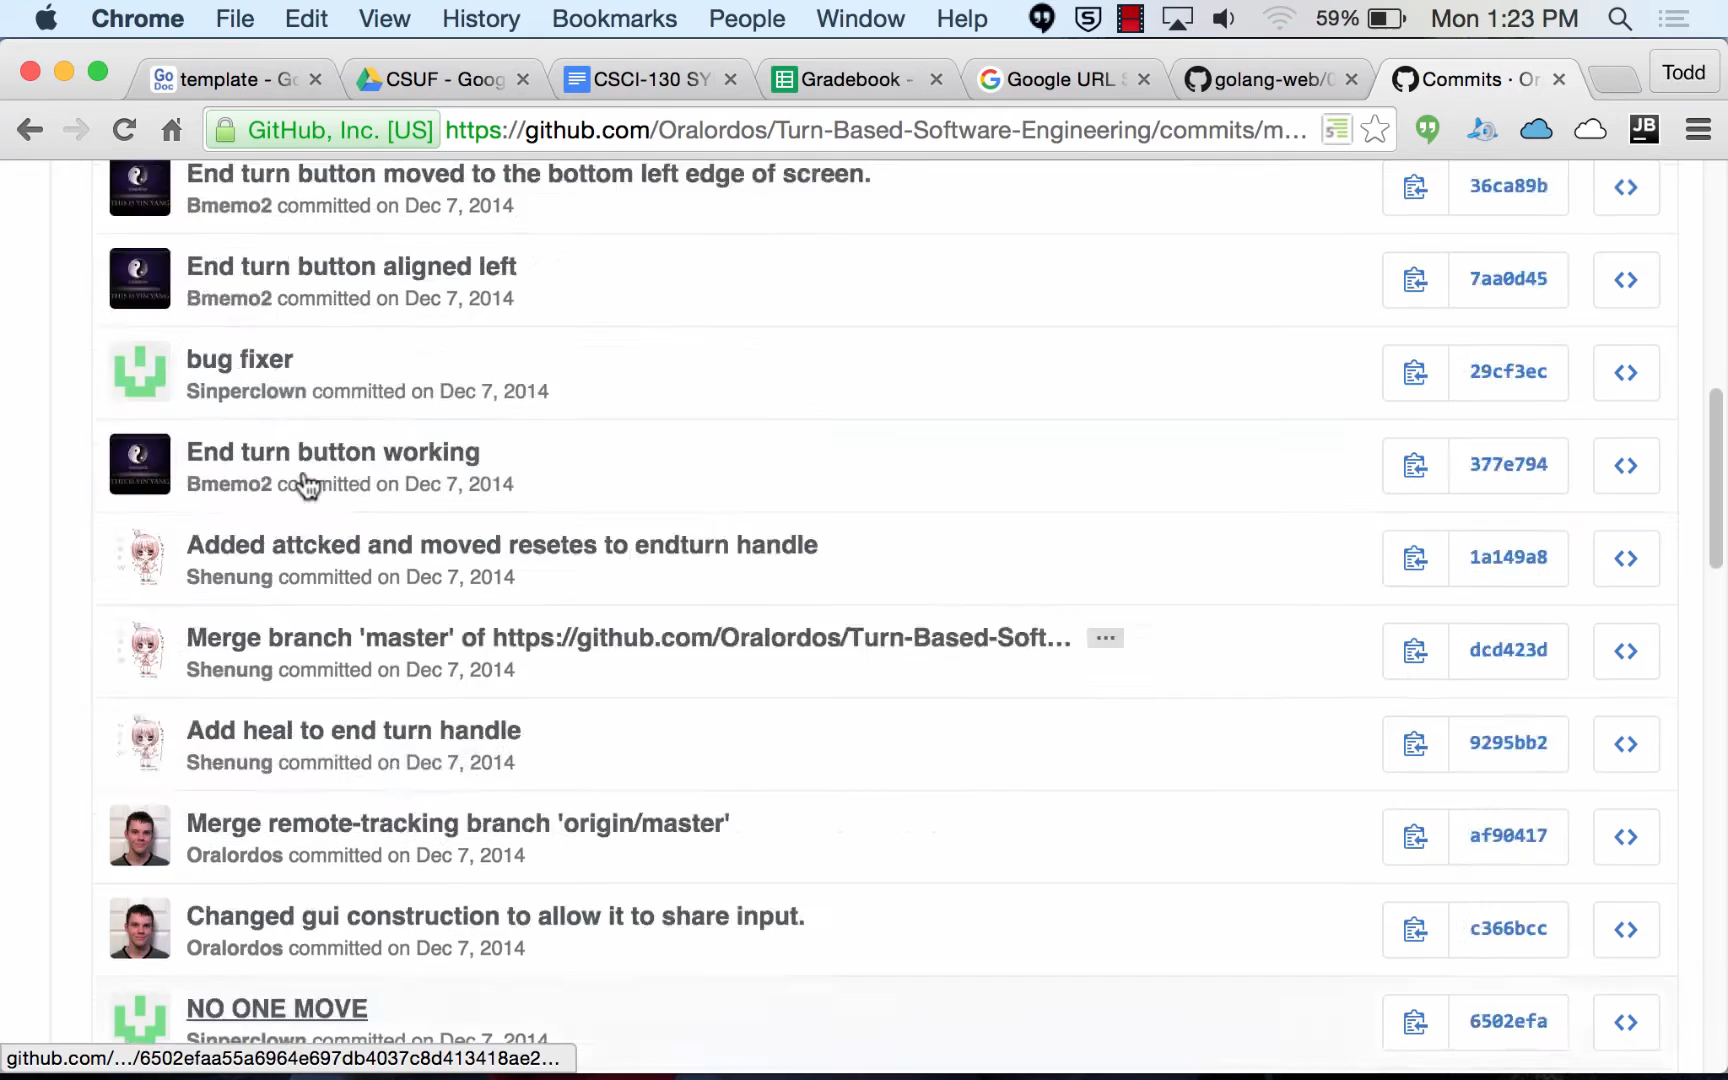 Chrome File Edit View History Bookmarks People Window Help 59% Mon 1:23 PM
template - Go CSUF - Goog CSCI-130 SY Gradebook - Google URL S golang-web/ Commits · Or Todd
GitHub, Inc. [US] https://github.com/Oralordos/Turn-Based-Software-Engineering/commits/m... JB
End turn button moved to the bottom left edge of screen.
Bmemo2 committed on Dec 7, 2014
36ca89b
End turn button aligned left
Bmemo2 committed on Dec 7, 2014
7aa0d45
bug fixer
Sinperclown committed on Dec 7, 2014
29cf3ec
End turn button working
Bmemo2 committed on Dec 7, 2014
377e794
Added attcked and moved resetes to endturn handle
Shenung committed on Dec 7, 2014
1a149a8
Merge branch 'master' of https://github.com/Oralordos/Turn-Based-Soft... ...
Shenung committed on Dec 7, 2014
dcd423d
Add heal to end turn handle
Shenung committed on Dec 7, 2014
9295bb2
Merge remote-tracking branch 'origin/master'
Oralordos committed on Dec 7, 2014
af90417
Changed gui construction to allow it to share input.
Oralordos committed on Dec 7, 2014
c366bcc
NO ONE MOVE
Sinperclown committed on Dec 7, 2014
6502efa
github.com/.../6502efaa55a6964e697db4037c8d413418ae2...